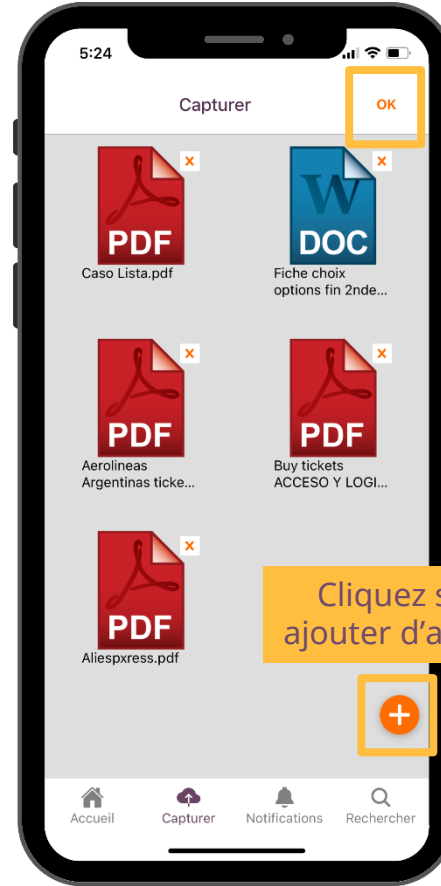 5:24
Capturer
OK
x
x
PDF
DOC
Caso Lista.pdf
Fiche choix
options fin 2nde...
x
x
PDF
PDF
Aerolineas
Argentinas ticke...
Buy tickets
ACCESO Y LOGI...
x
PDF
Aliespxress.pdf
Cliquez s
ajouter d'a
+
Accueil
Capturer
Notifications
Rechercher